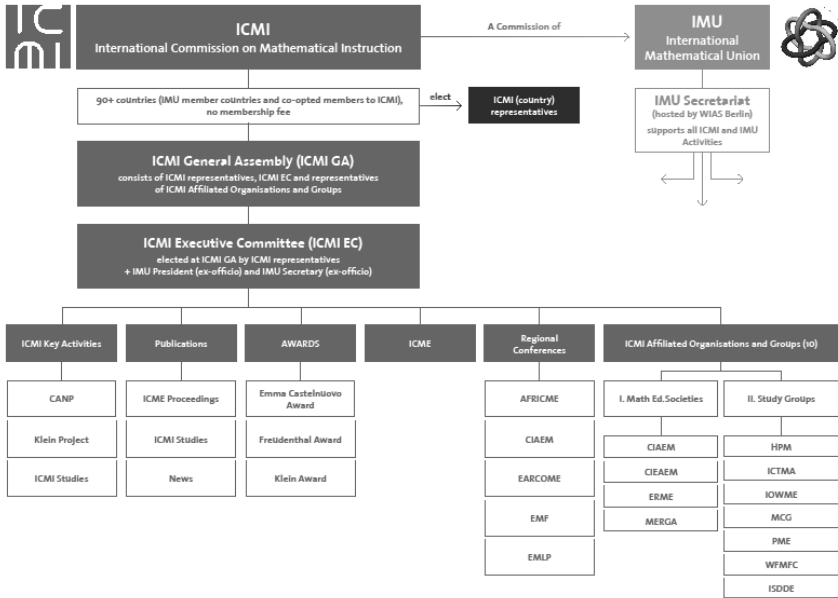 IC
MI
ICMI
International Commission on Mathematical Instruction
A Commission of
IMU
International
Mathematical Union
90+ countries (IMU member countries and co-opted members to ICMI),
no membership fee
elect
ICMI (country)
representatives
IMU Secretariat
(hosted by WIAS Berlin)
supports all ICMI and IMU
Activities
ICMI General Assembly (ICMI GA)
consists of ICMI representatives, ICMI EC and representatives
of ICMI Affiliated Organisations and Groups
ICMI Executive Committee (ICMI EC)
elected at ICMI GA by ICMI representatives
+ IMU President (ex-officio) and IMU Secretary (ex-officio)
ICMI Key Activities
CANP
Klein Project
ICMI Studies
Publications
ICME Proceedings
ICMI Studies
News
AWARDS
Emma Castelnuovo
Award
Freudenthal Award
Klein Award
ICME
Regional
Conferences
AFRICME
CIAEM
EARCOME
EMF
EMLP
ICMI Affiliated Organisations and Groups (10)
I. Math Ed.Societies
CIAEM
CIEAEM
ERME
MERGA
II. Study Groups
HPM
ICTMA
IOWME
MCG
PME
WFMFC
ISDDE